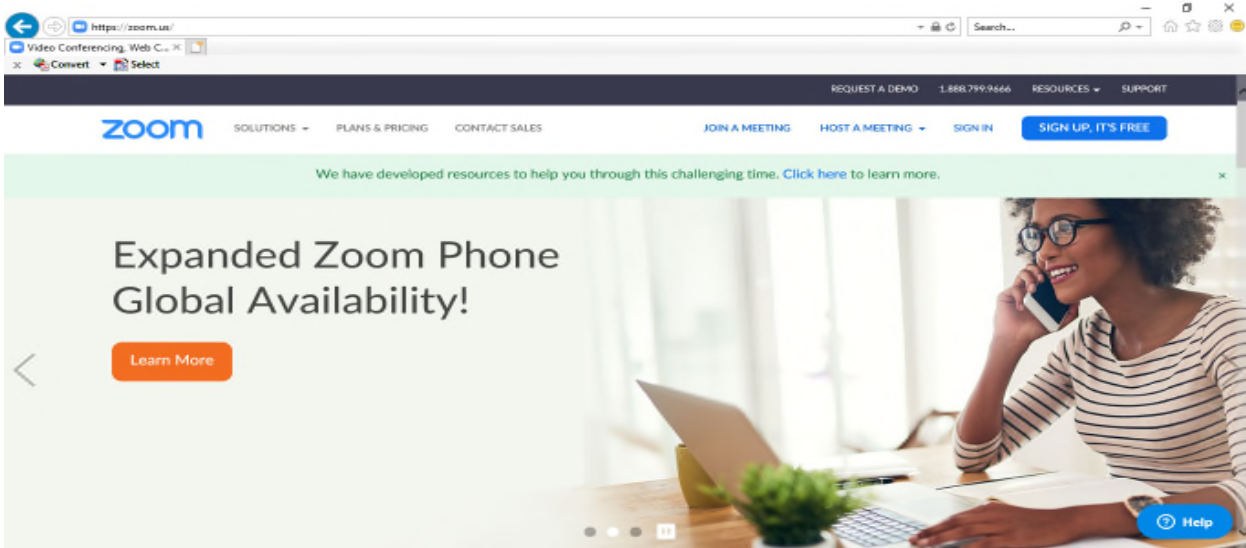 https://zoom.us/
Search...
Video Conferencing, Web C...
x Convert Select
REQUEST A DEMO 1.888.799.9666 RESOURCES SUPPORT
zoom SOLUTIONS PLANS & PRICING CONTACT SALES JOIN A MEETING HOST A MEETING SIGN IN SIGN UP, IT'S FREE
We have developed resources to help you through this challenging time. Click here to learn more.
Expanded Zoom Phone
Global Availability!
Learn More
Help